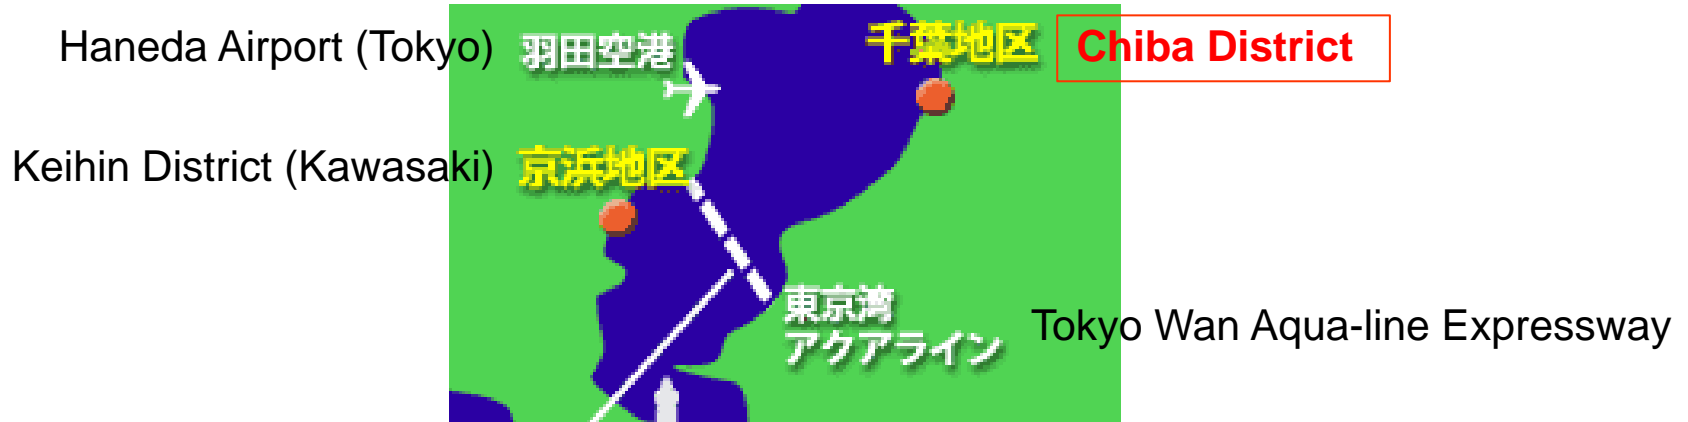 Haneda Airport (Tokyo)
羽田空港
千葉地区
Chiba District
Keihin District (Kawasaki)
京浜地区
東京湾
アクアライン
Tokyo Wan Aqua-line Expressway